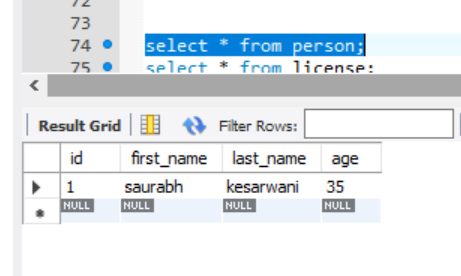 72
73
74 select * from person;
75 select * from license;
Result Grid Filter Rows:
id first_name last_name age
1 saurabh kesarwani 35
NULL NULL NULL NULL